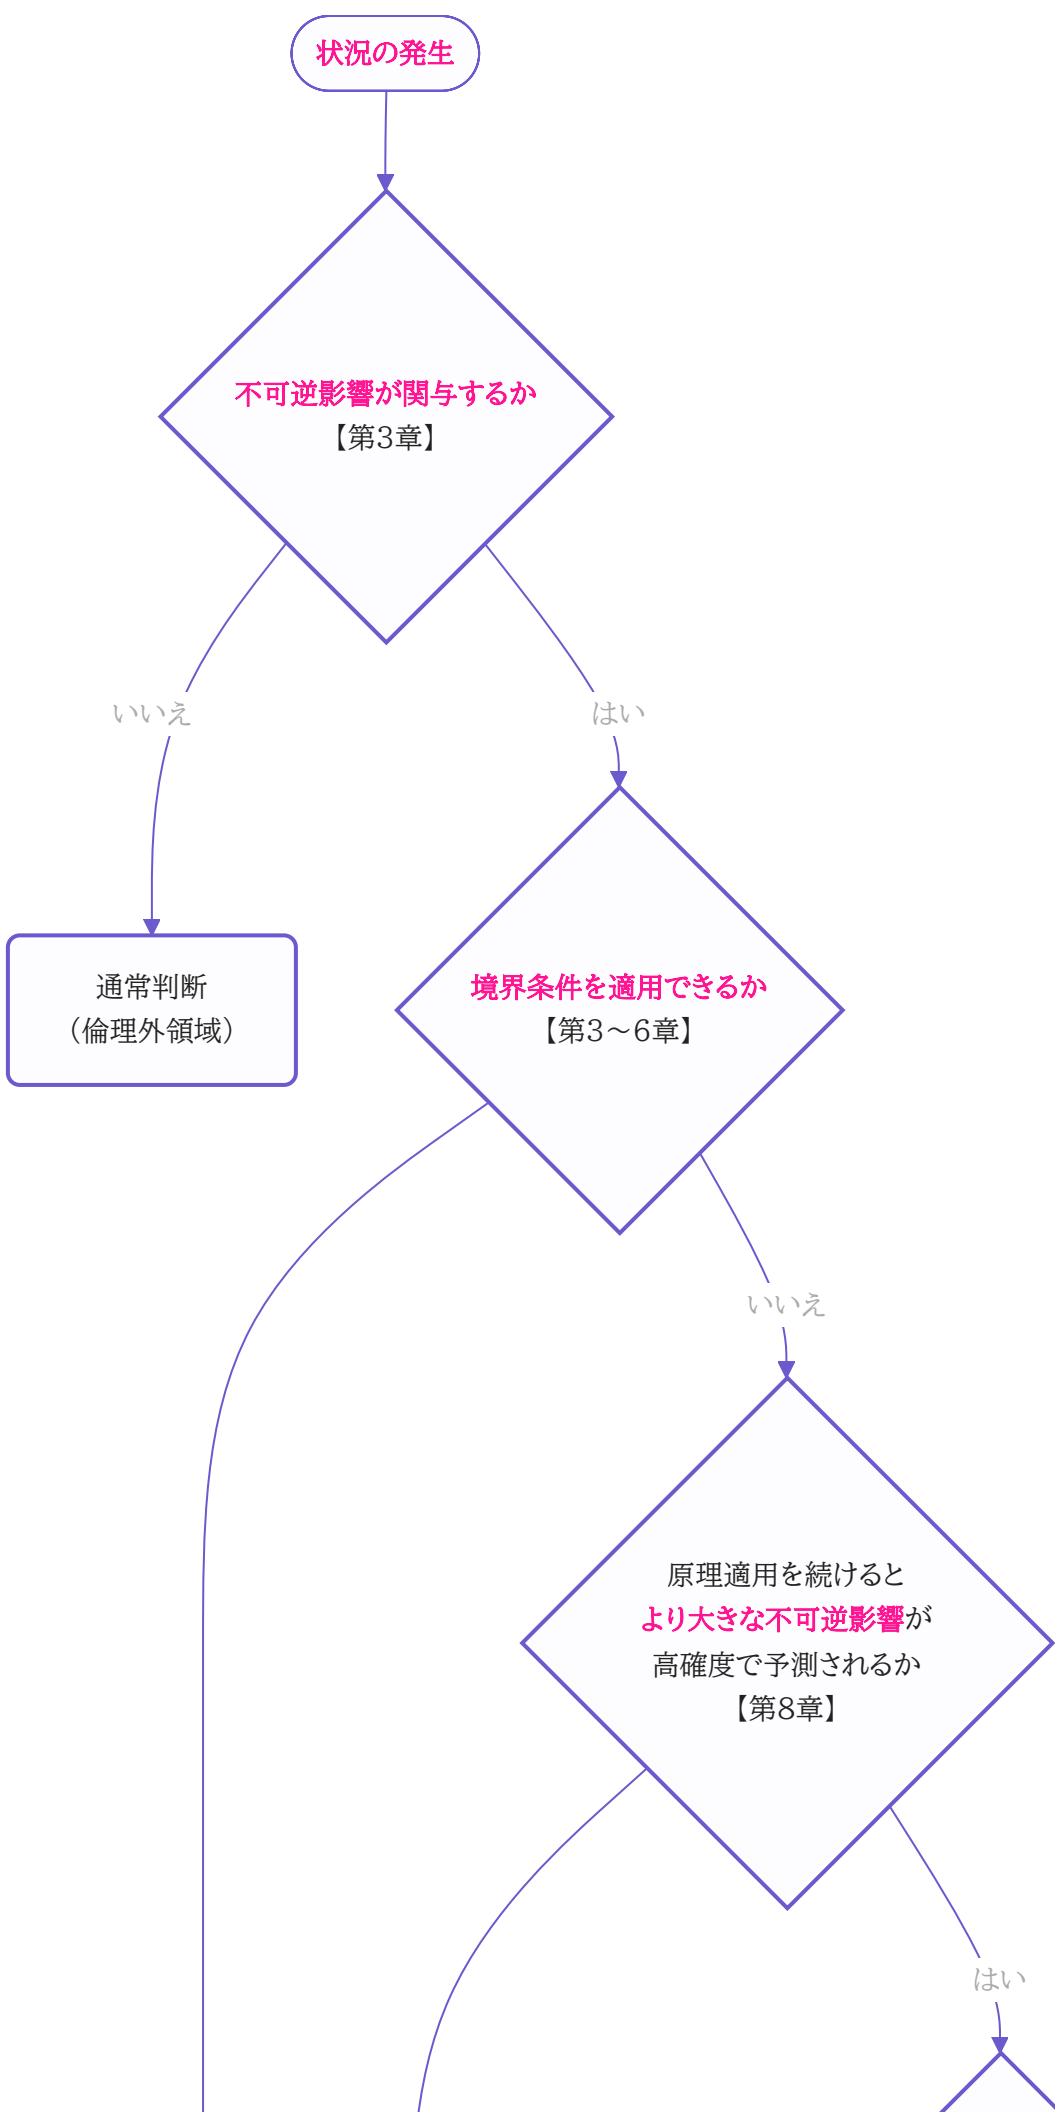 状況の発生
不可逆影響が関与するか
【第3章】
いいえ
はい
通常判断
（倫理外領域）
境界条件を適用できるか
【第3〜6章】
いいえ
原理適用を続けると
より大きな不可逆影響が
高確度で予測されるか
【第8章】
はい